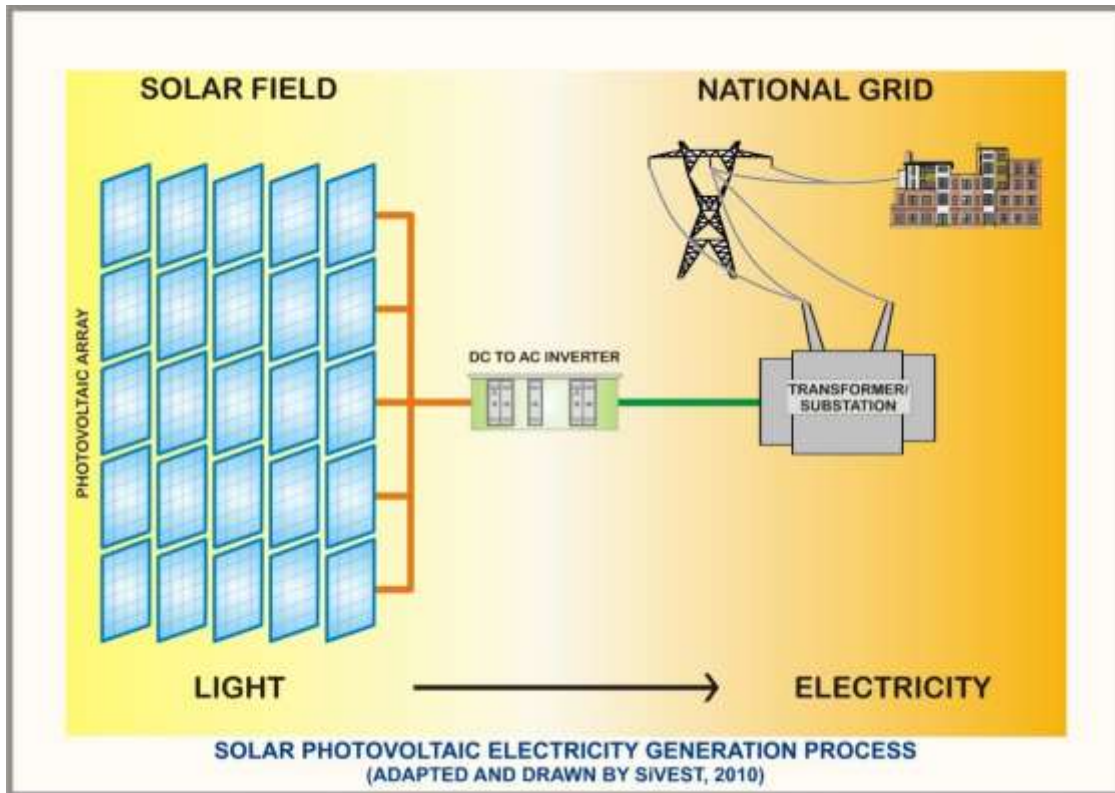 SOLAR FIELD
NATIONAL GRID
PHOTOVOLTAIC ARRAY
DC TO AC INVERTER
TRANSFORMER/
SUBSTATION
LIGHT
ELECTRICITY
SOLAR PHOTOVOLTAIC ELECTRICITY GENERATION PROCESS
(ADAPTED AND DRAWN BY SiVEST, 2010)